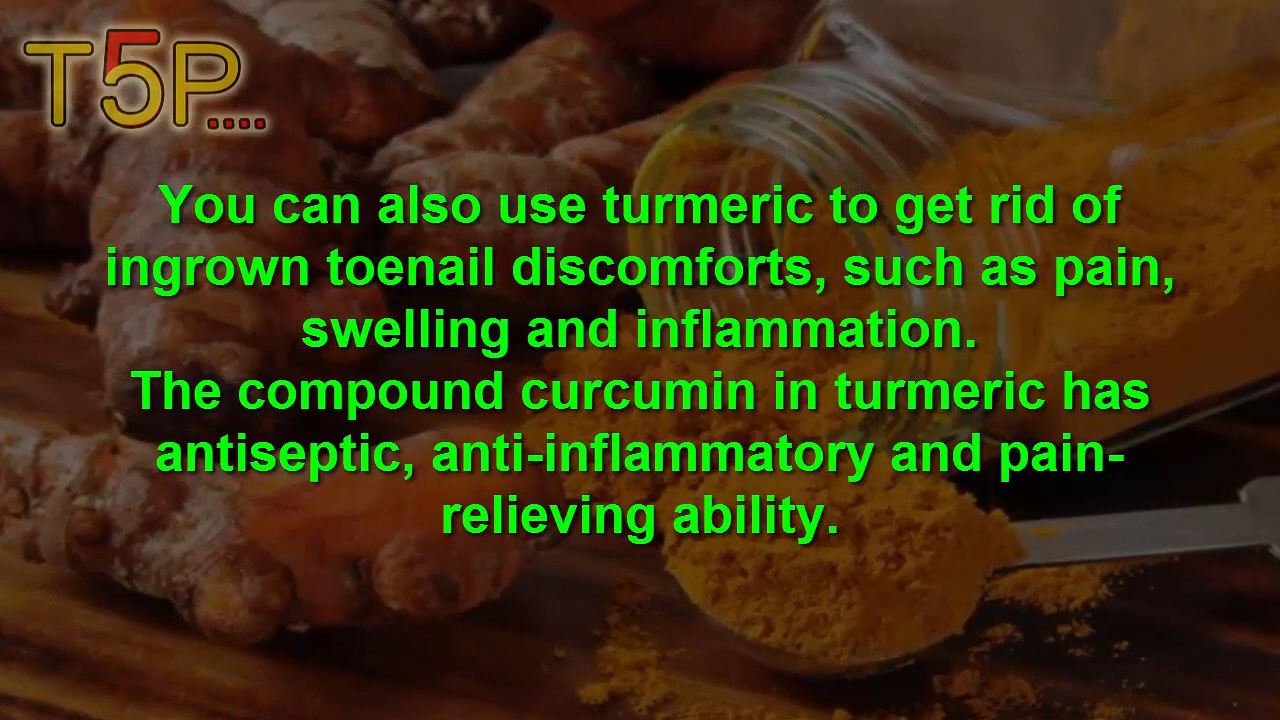 T5P....
You can also use turmeric to get rid of
ingrown toenail discomforts, such as pain,
swelling and inflammation.
The compound curcumin in turmeric has
antiseptic, anti-inflammatory and pain-
relieving ability.